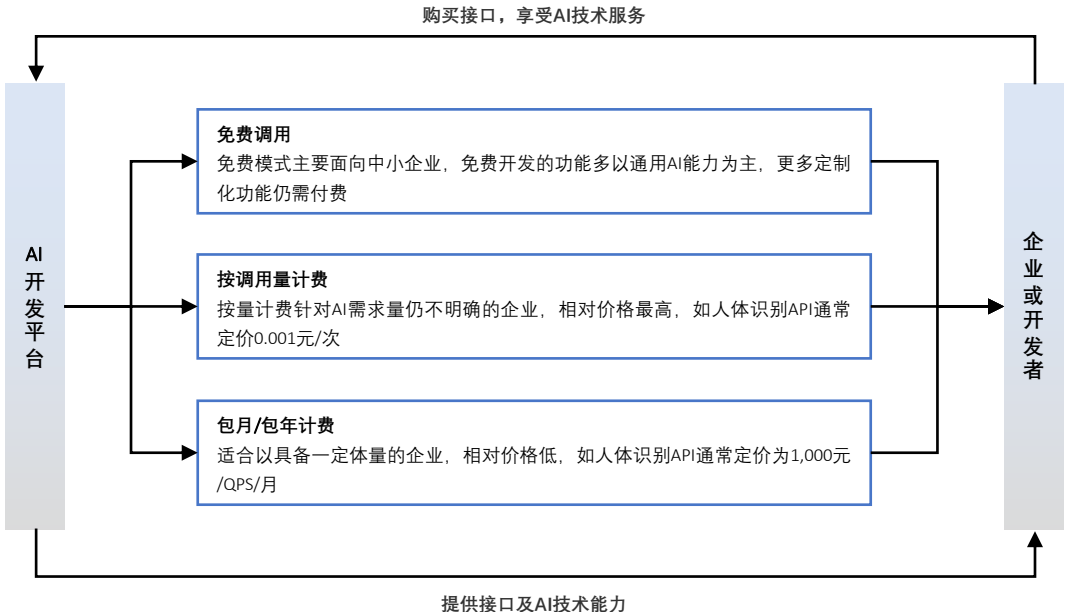 购买接口，享受AI技术服务
AI开发平台
免费调用
免费模式主要面向中小企业，免费开发的功能多以通用AI能力为主，更多定制
化功能仍需付费
按调用量计费
按量计费针对AI需求量仍不明确的企业，相对价格最高，如人体识别API通常
定价0.001元/次
包月/包年计费
适合以具备一定体量的企业，相对价格低，如人体识别API通常定价为1,000元
/QPS/月
企业或开发者
提供接口及AI技术能力